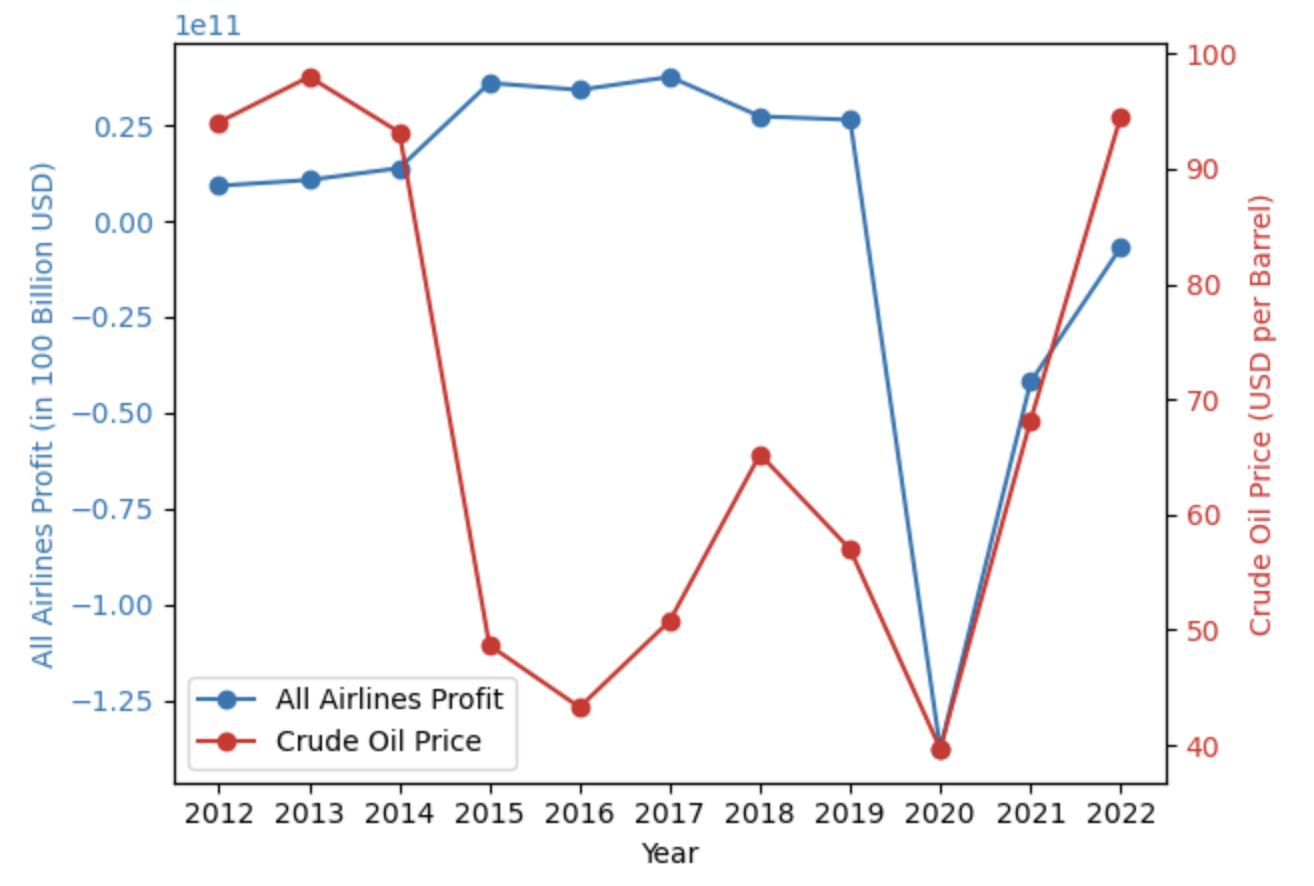 1e11
All Airlines Profit (in 100 Billion USD)
0.25
0.00
−0.25
−0.50
−0.75
−1.00
−1.25
100
90
80
70
60
50
40
Crude Oil Price (USD per Barrel)
All Airlines Profit
Crude Oil Price
2012 2013 2014 2015 2016 2017 2018 2019 2020 2021 2022
Year